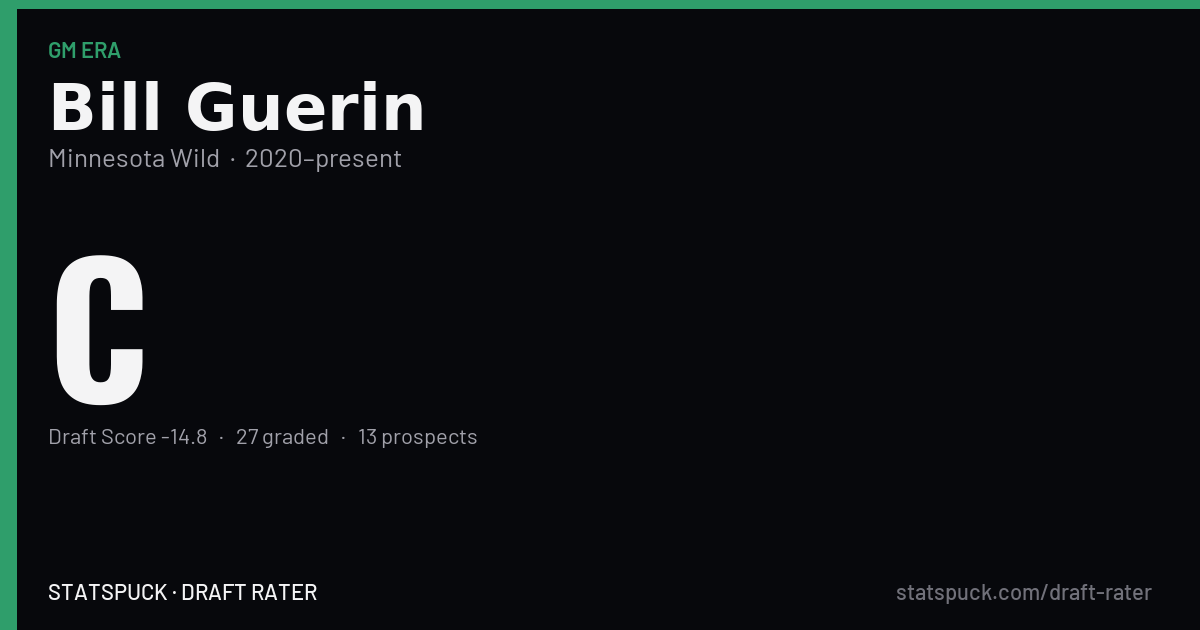 GM ERA
Bill Guerin
Minnesota Wild · 2020–present
C
Draft Score -14.8 · 27 graded · 13 prospects
STATSPUCK · DRAFT RATER
statspuck.com/draft-rater